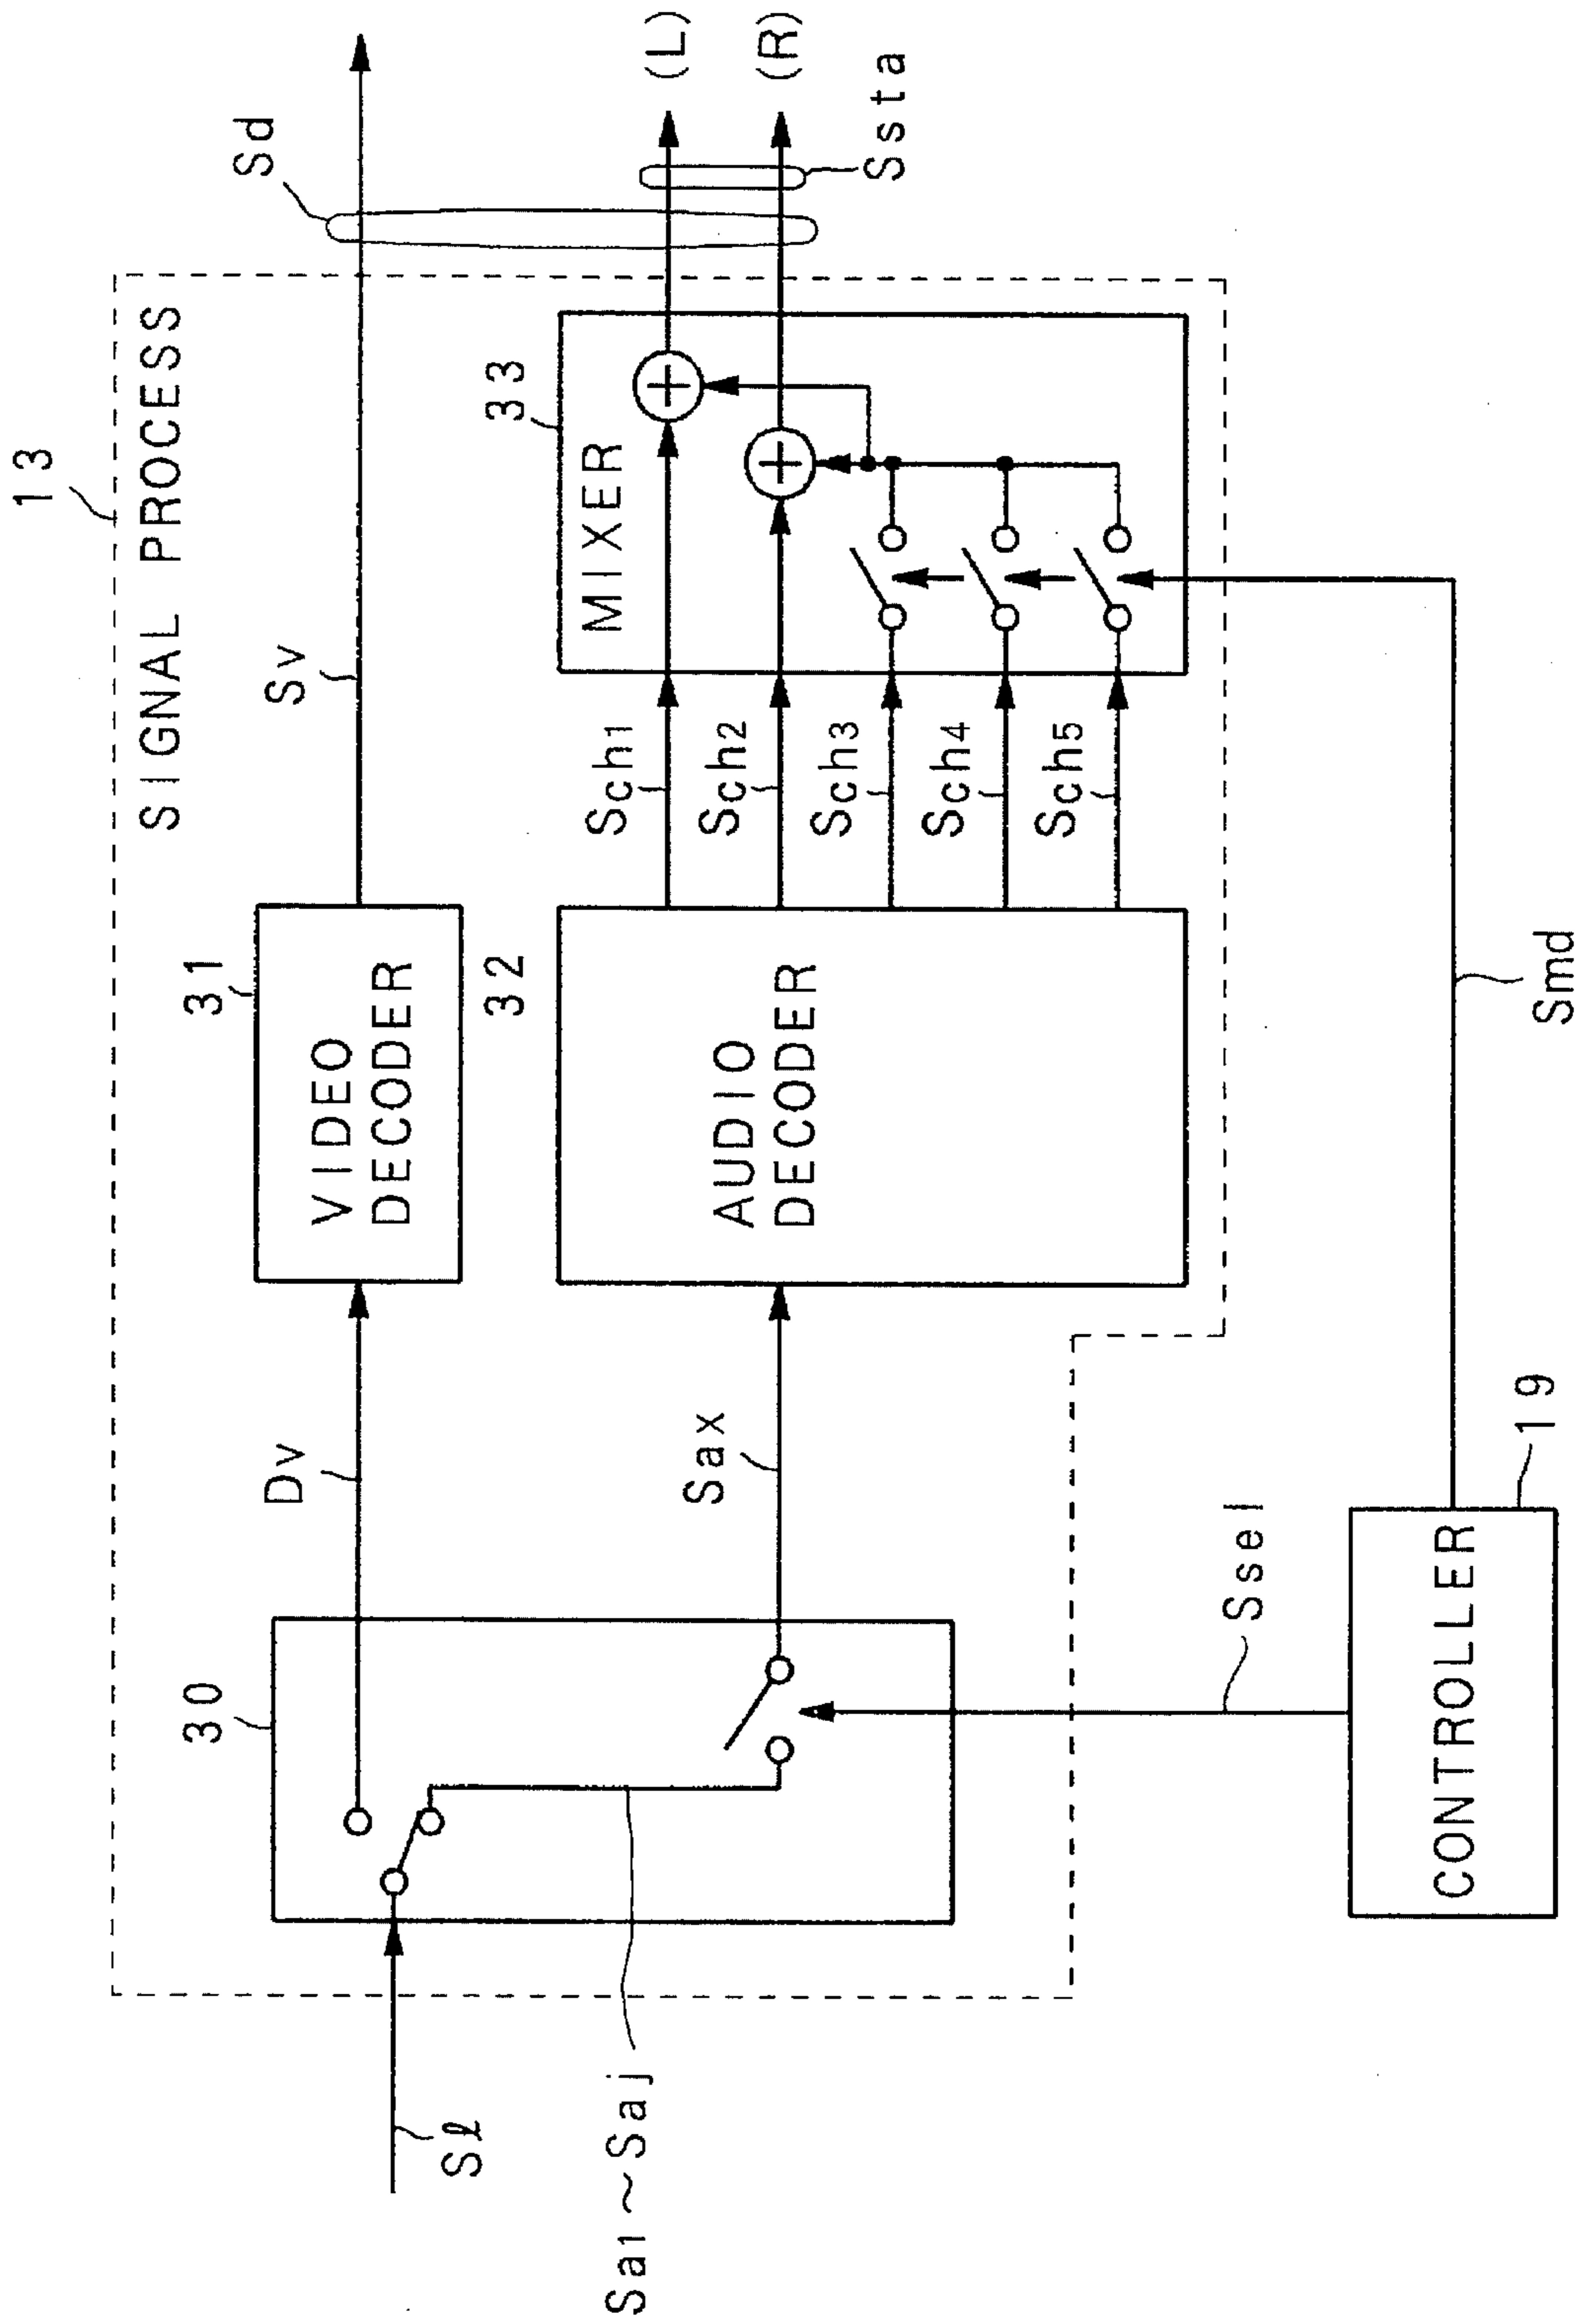 13
SIGNAL PROCESS
Sℓ
Sa1~Saj
30
Dv
Sax
31
VIDEO
DECODER
32
AUDIO
DECODER
Sv
Sch1
Sch2
Sch3
Sch4
Sch5
33
MIXER
Sd
(L)
(R)
Ssta
Ssel
CONTROLLER
19
Smd